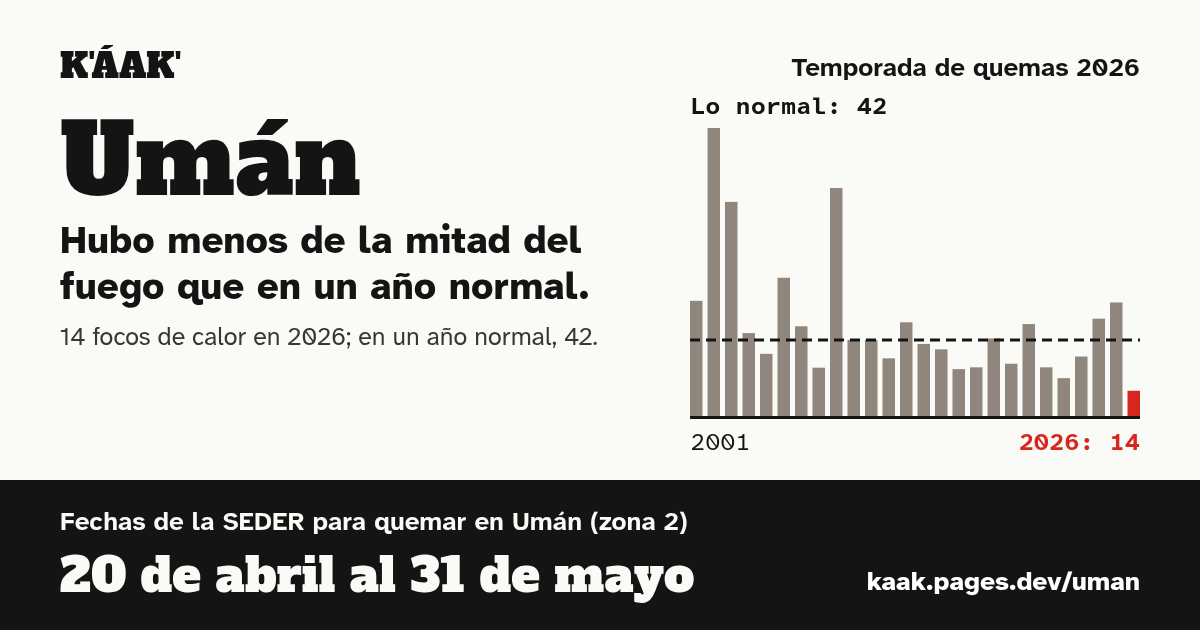 K'ÁAK'
Umán
Hubo menos de la mitad del
fuego que en un año normal.
14 focos de calor en 2026; en un año normal, 42.
Temporada de quemas 2026
Lo normal: 42
2001
2026: 14
Fechas de la SEDER para quemar en Umán (zona 2)
20 de abril al 31 de mayo
kaak.pages.dev/uman